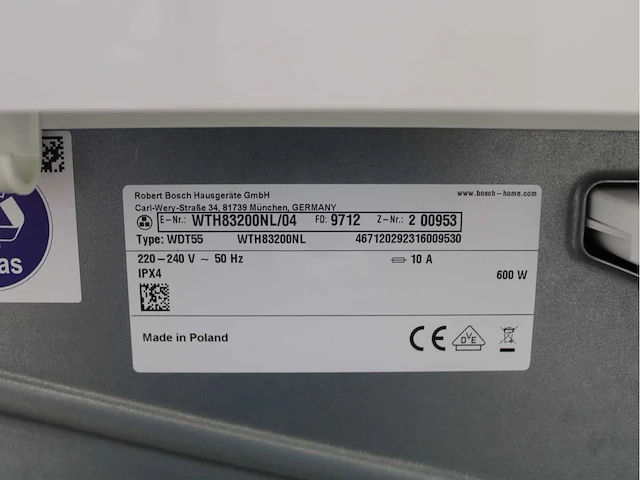 Robert Bosch Hausgeräte GmbH
www.bosch-home.com
Carl-Wery-Straße 34, 81739 München, GERMANY
E-Nr.: WTH83200NL/04 FD: 9712 Z-Nr.: 2 00953
Type: WDT55 WTH83200NL 467120292316009530
220-240 V ~ 50 Hz 10 A
IPX4 600 W
Made in Poland
CE
DVE
as